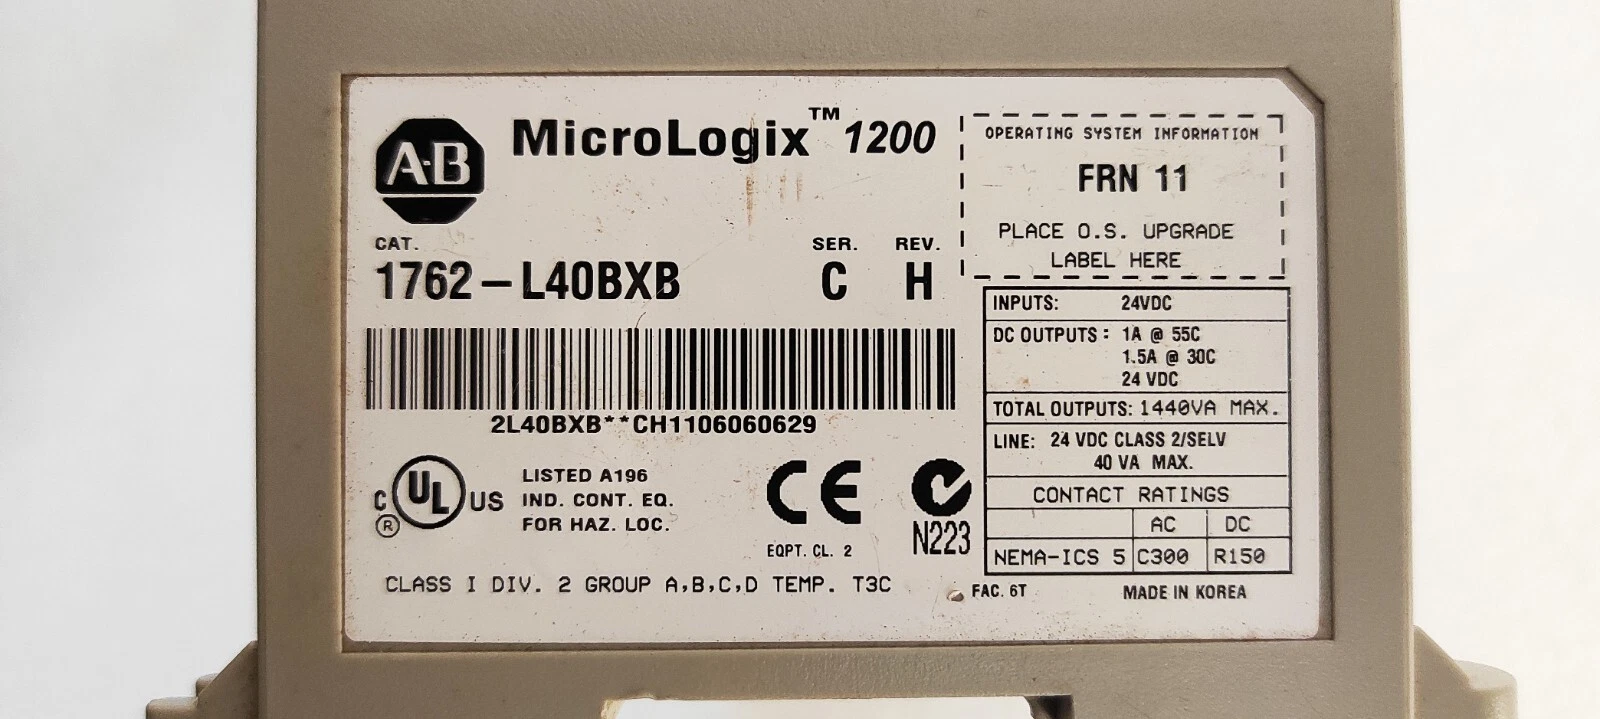 A·B
MicroLogix™ 1200
CAT.
SER.
REV.
1762-L40BXB
C
H
2L40BXB**CH1106060629
C UL US
®
LISTED A196
IND. CONT. EQ.
FOR HAZ. LOC.
CE
EQPT. CL. 2
N223
CLASS I DIV. 2 GROUP A,B,C,D TEMP. T3C
OPERATING SYSTEM INFORMATION
FRN 11
PLACE O.S. UPGRADE
LABEL HERE
INPUTS: 24VDC
DC OUTPUTS: 1A @ 55C
1.5A @ 30C
24 VDC
TOTAL OUTPUTS: 1440VA MAX.
LINE: 24 VDC CLASS 2/SELV
40 VA MAX.
CONTACT RATINGS
AC DC
NEMA-ICS 5 C300 R150
FAC. 6T
MADE IN KOREA